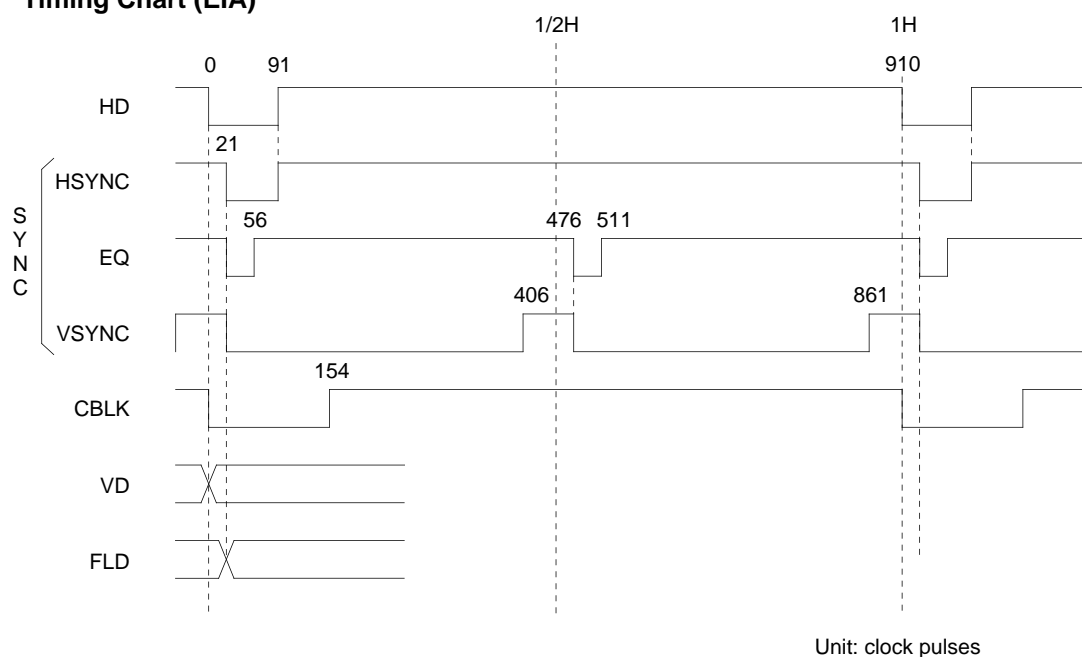 Timing Chart (EIA)
1/2H 1H
0 91 910
HD
21
HSYNC
56 476 511
EQ
406 861
VSYNC
SYNC
154
CBLK
VD
FLD
Unit: clock pulses